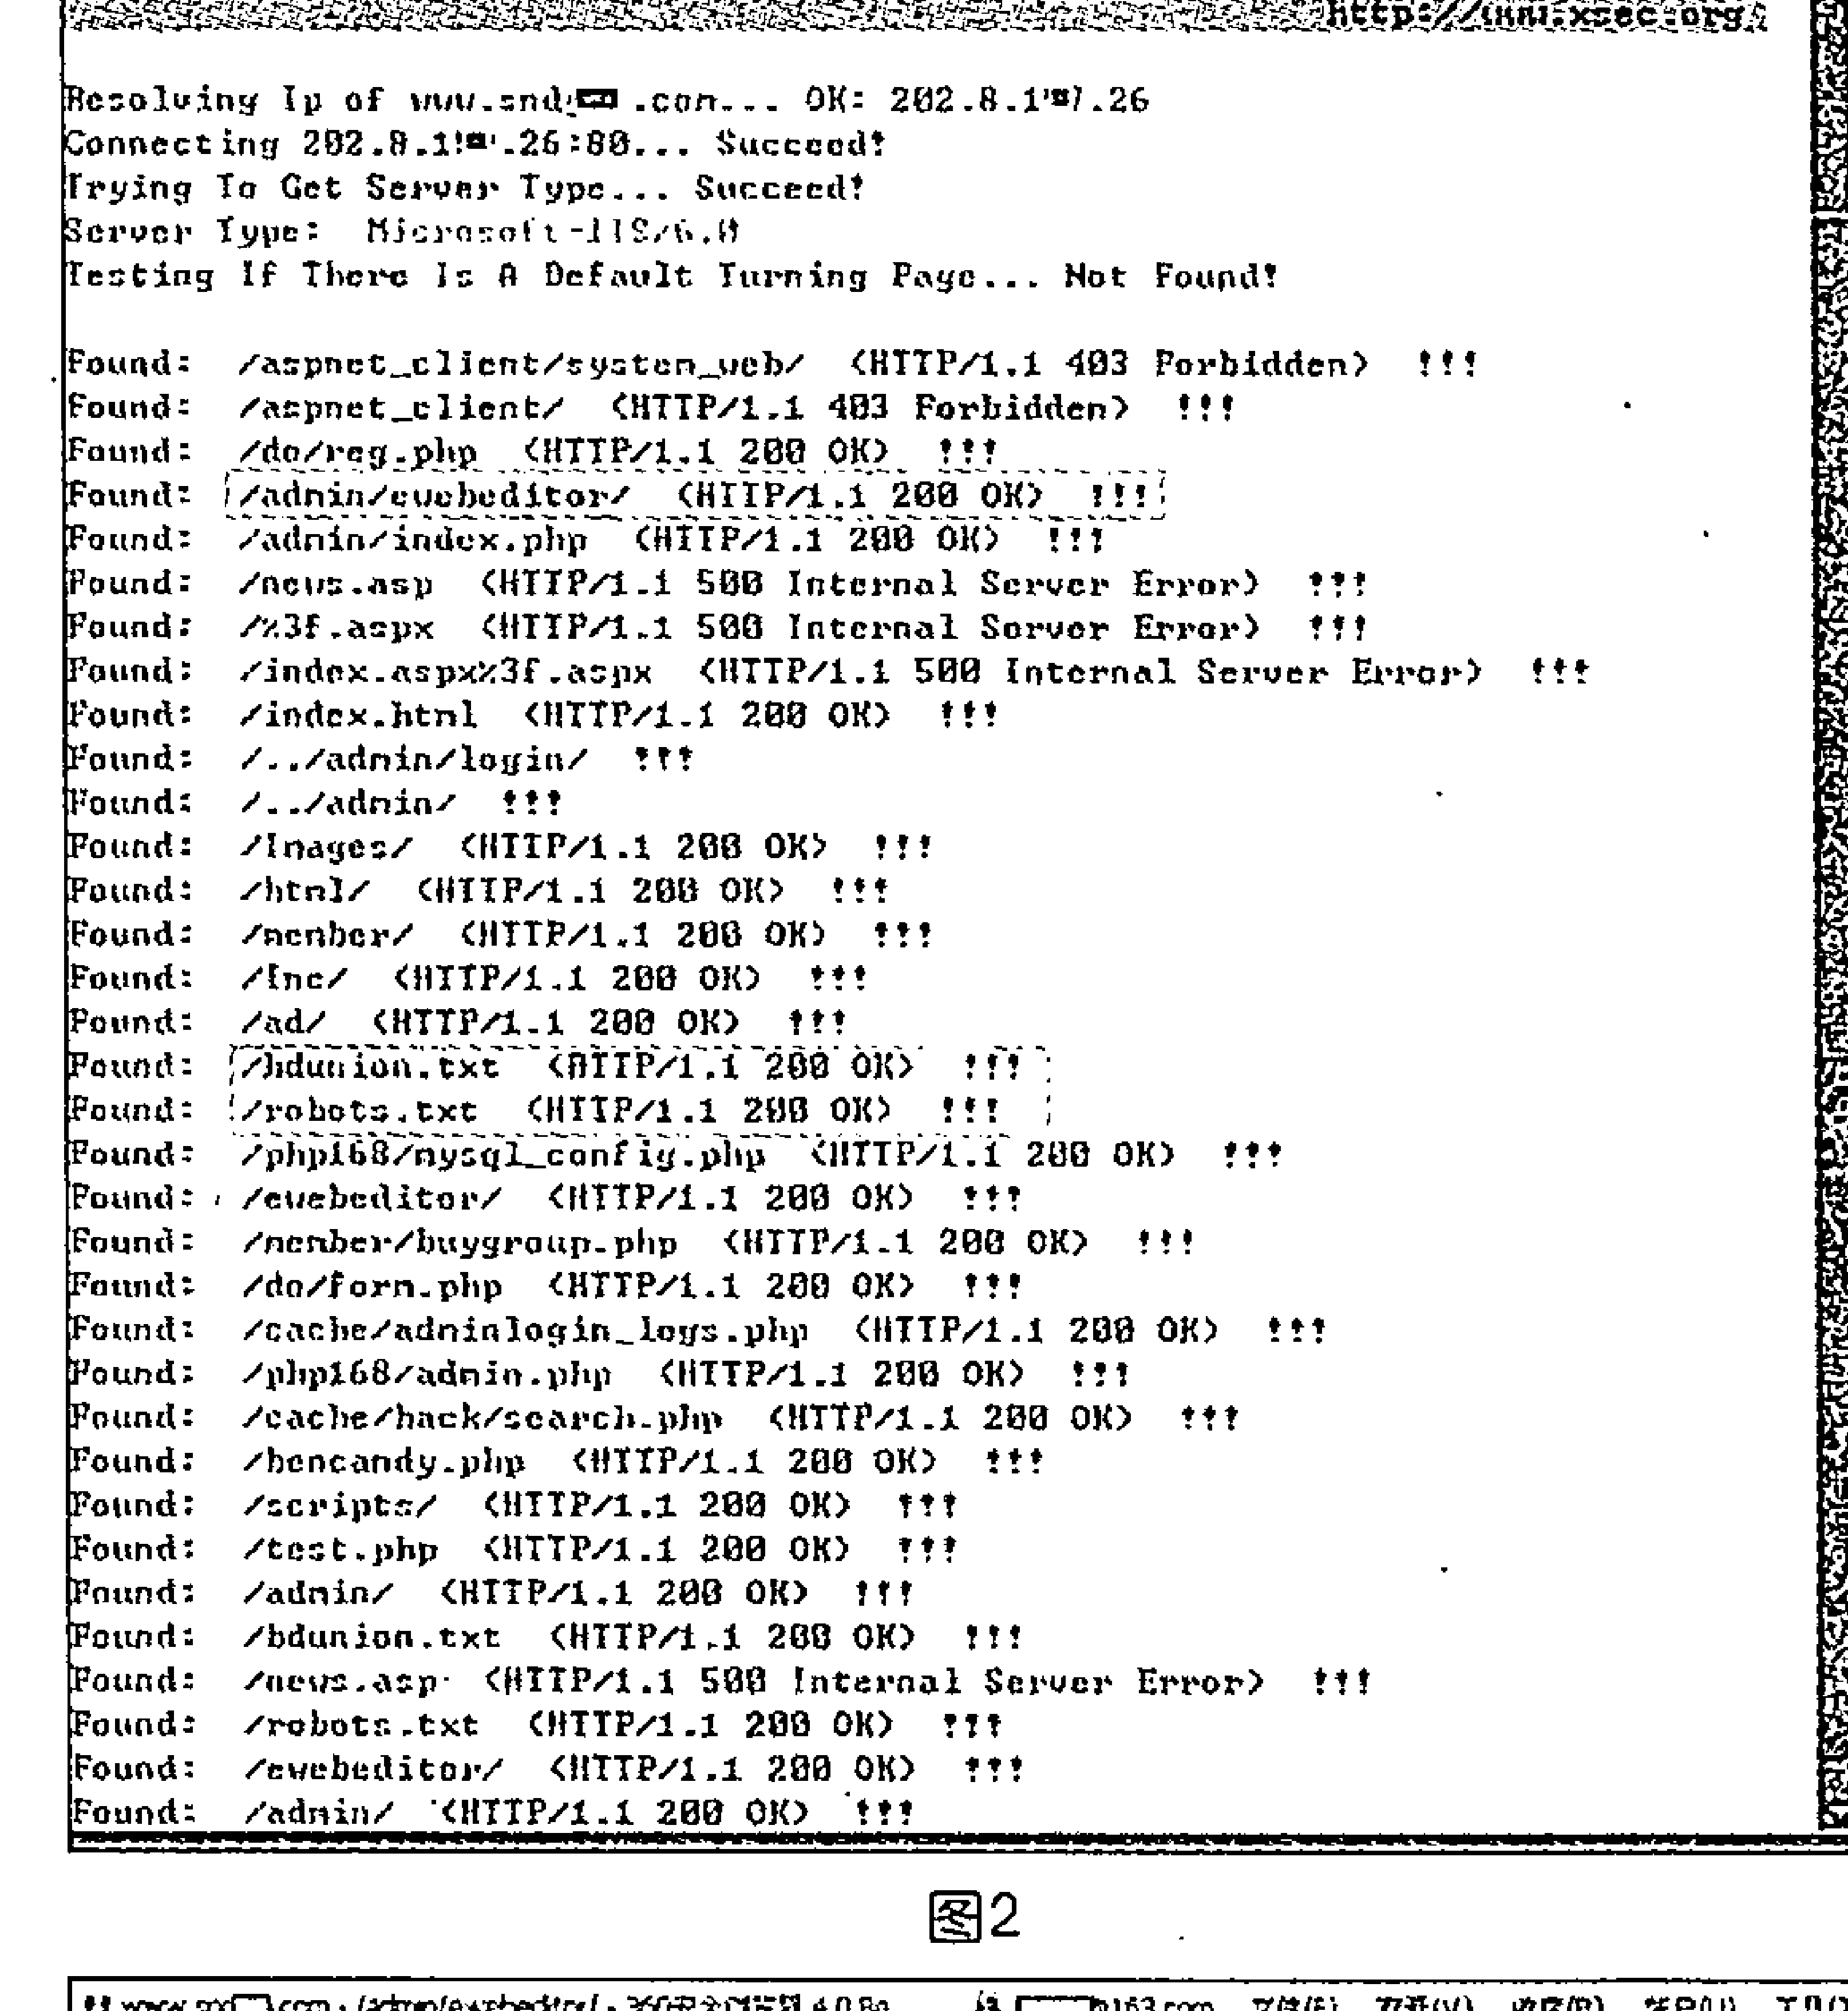 http://www.xsec.org
Resolving Ip of www.snd .com... OK: 202.8.1 .26
Connecting 202.8.1 .26:80... Succeed!
Trying To Get Server Type... Succeed!
Server Type: Microsoft-IIS/6.0
Testing If There Is A Default Turning Page... Not Found!
Found: /aspnet_client/system_web/ (HTTP/1.1 403 Forbidden) !!!
Found: /aspnet_client/ (HTTP/1.1 403 Forbidden) !!!
Found: /do/reg.php (HTTP/1.1 200 OK) !!!
Found: /admin/ewebeditor/ (HTTP/1.1 200 OK) !!!
Found: /admin/index.php (HTTP/1.1 200 OK) !!!
Found: /news.asp (HTTP/1.1 500 Internal Server Error) !!!
Found: /%3f.aspx (HTTP/1.1 500 Internal Server Error) !!!
Found: /index.aspx%3f.aspx (HTTP/1.1 500 Internal Server Error) !!!
Found: /index.html (HTTP/1.1 200 OK) !!!
Found: /../admin/login/ !!!
Found: /../admin/ !!!
Found: /Images/ (HTTP/1.1 200 OK) !!!
Found: /html/ (HTTP/1.1 200 OK) !!!
Found: /member/ (HTTP/1.1 200 OK) !!!
Found: /Inc/ (HTTP/1.1 200 OK) !!!
Found: /ad/ (HTTP/1.1 200 OK) !!!
Found: /bdunion.txt (HTTP/1.1 200 OK) !!!
Found: /robots.txt (HTTP/1.1 200 OK) !!!
Found: /php168/mysql_config.php (HTTP/1.1 200 OK) !!!
Found: /ewebeditor/ (HTTP/1.1 200 OK) !!!
Found: /member/buygroup.php (HTTP/1.1 200 OK) !!!
Found: /do/form.php (HTTP/1.1 200 OK) !!!
Found: /cache/adminlogin_logs.php (HTTP/1.1 200 OK) !!!
Found: /php168/admin.php (HTTP/1.1 200 OK) !!!
Found: /cache/hack/search.php (HTTP/1.1 200 OK) !!!
Found: /bencandy.php (HTTP/1.1 200 OK) !!!
Found: /scripts/ (HTTP/1.1 200 OK) !!!
Found: /test.php (HTTP/1.1 200 OK) !!!
Found: /admin/ (HTTP/1.1 200 OK) !!!
Found: /bdunion.txt (HTTP/1.1 200 OK) !!!
Found: /news.asp (HTTP/1.1 500 Internal Server Error) !!!
Found: /robots.txt (HTTP/1.1 200 OK) !!!
Found: /ewebeditor/ (HTTP/1.1 200 OK) !!!
Found: /admin/ (HTTP/1.1 200 OK) !!!
图2